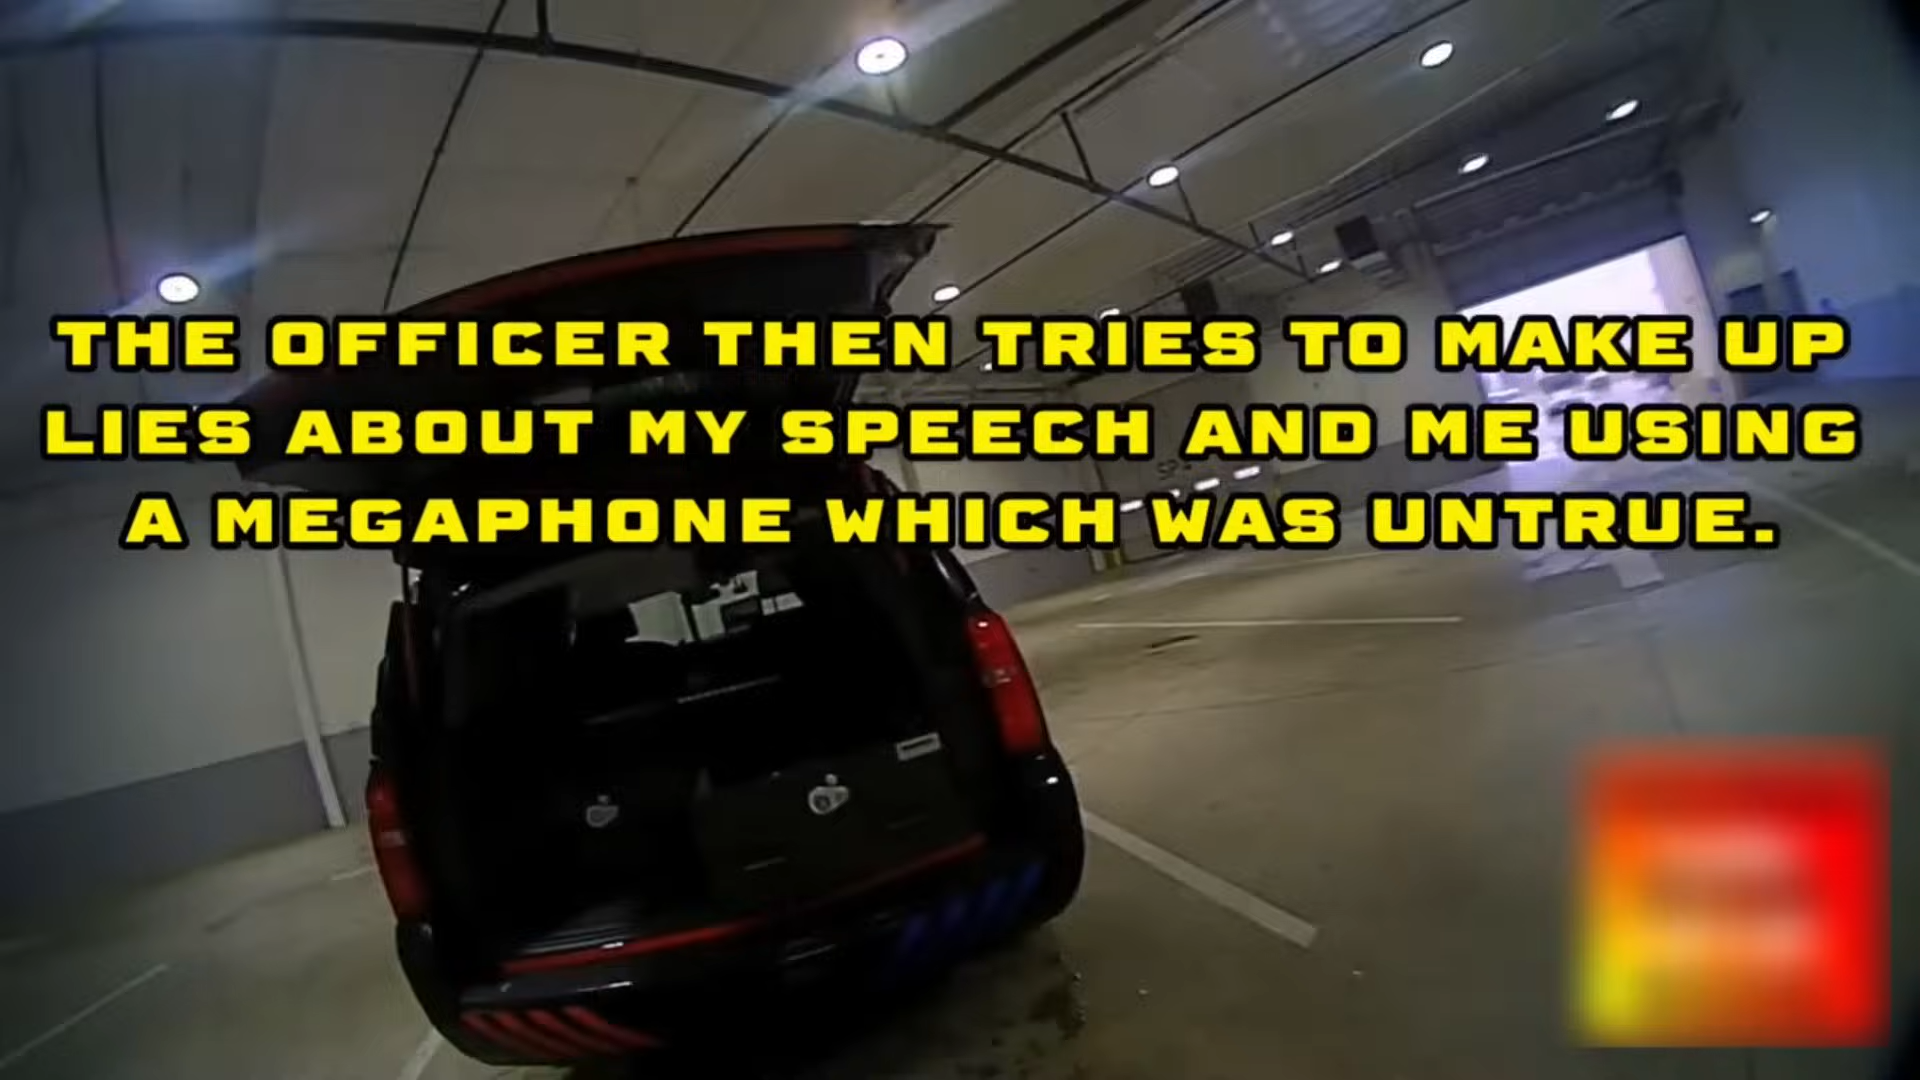 THE OFFICER THEN TRIES TO MAKE UP
LIES ABOUT MY SPEECH AND ME USING
A MEGAPHONE WHICH WAS UNTRUE.